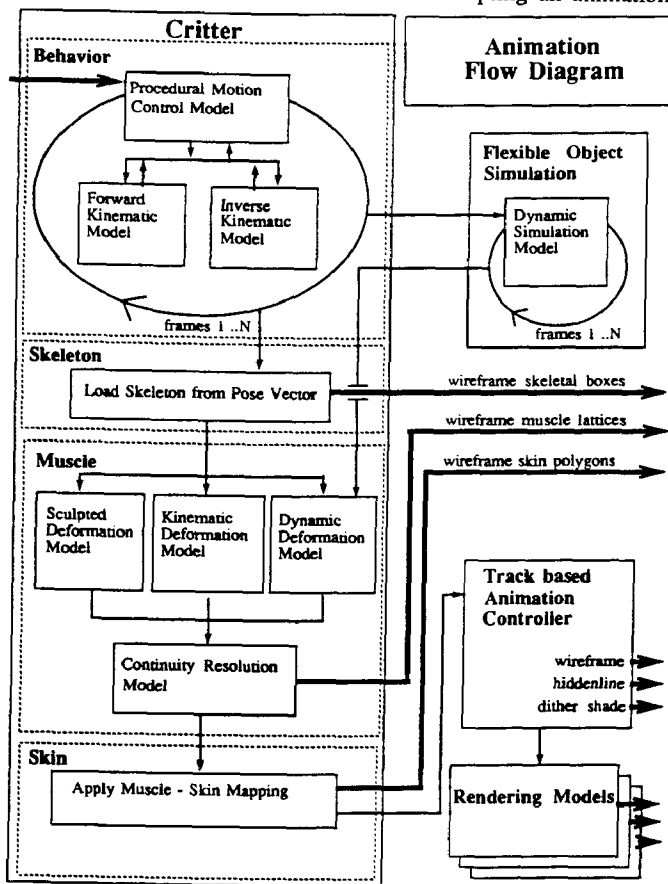 Critter
Animation
Flow Diagram
Behavior
Procedural Motion
Control Model
Forward
Kinematic
Model
Inverse
Kinematic
Model
frames 1 ..N
Flexible Object
Simulation
Dynamic
Simulation
Model
frames 1 ..N
Skeleton
Load Skeleton from Pose Vector
wireframe skeletal boxes
wireframe muscle lattices
wireframe skin polygons
Muscle
Sculpted
Deformation
Model
Kinematic
Deformation
Model
Dynamic
Deformation
Model
Continuity Resolution
Model
Track based
Animation
Controller
wireframe
hiddenline
dither shade
Skin
Apply Muscle - Skin Mapping
Rendering Models